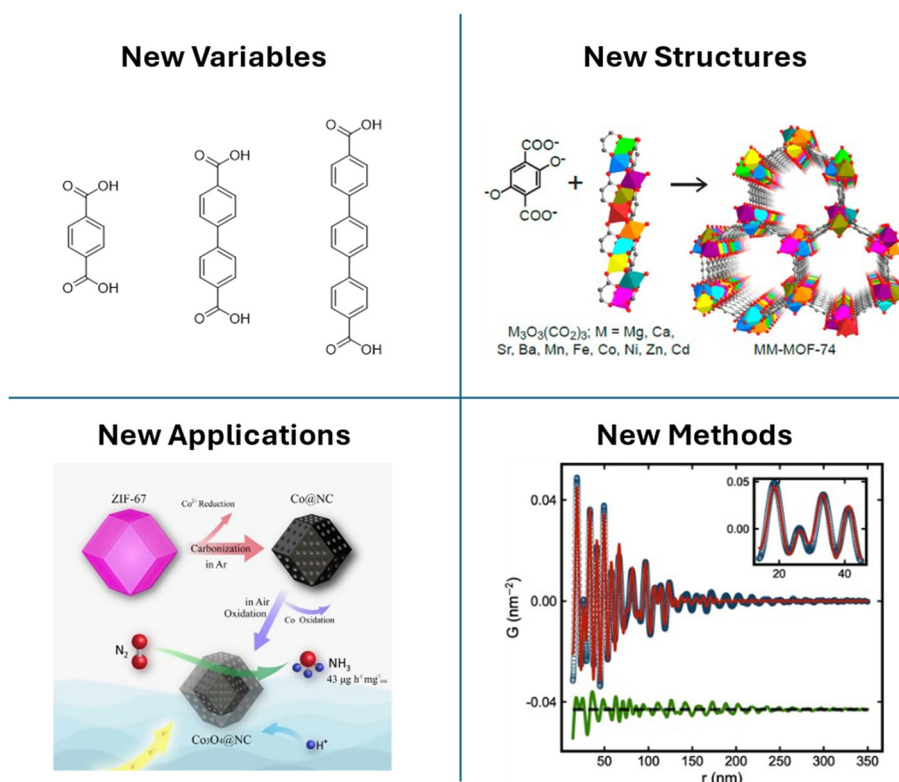 New Variables
O OH
O OH
O OH
O OH
O OH
O OH
New Structures
COO⁻
O⁻
⁻O
COO⁻
+
M₃O₃(CO₂)₃; M = Mg, Ca,
Sr, Ba, Mn, Fe, Co, Ni, Zn, Cd
MM-MOF-74
New Applications
ZIF-67
Co²⁺ Reduction
Co@NC
Carbonization
in Ar
in Air
Oxidation
Co Oxidation
N₂
NH₃
43 µg h⁻¹ mg⁻¹
Co₃O₄@NC
H⁺
e⁻
New Methods
G (nm⁻²)
0.04
0.00
-0.04
0.05
0.00
20 40
50 100 150 200 250 300 350
r (nm)